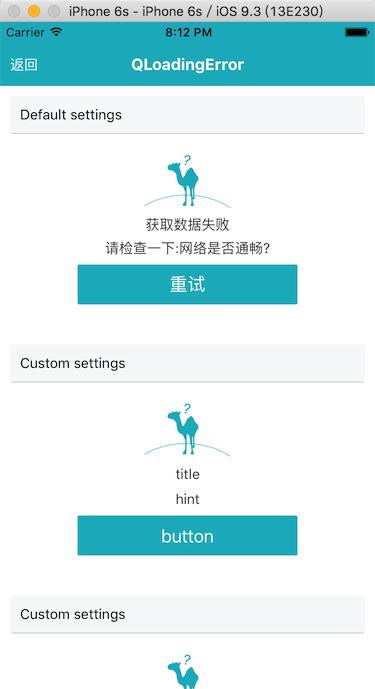 iPhone 6s - iPhone 6s / iOS 9.3 (13E230)
Carrier 8:12 PM
返回 QLoadingError
Default settings
?
获取数据失败
请检查一下:网络是否通畅?
重试
Custom settings
?
title
hint
button
Custom settings
?